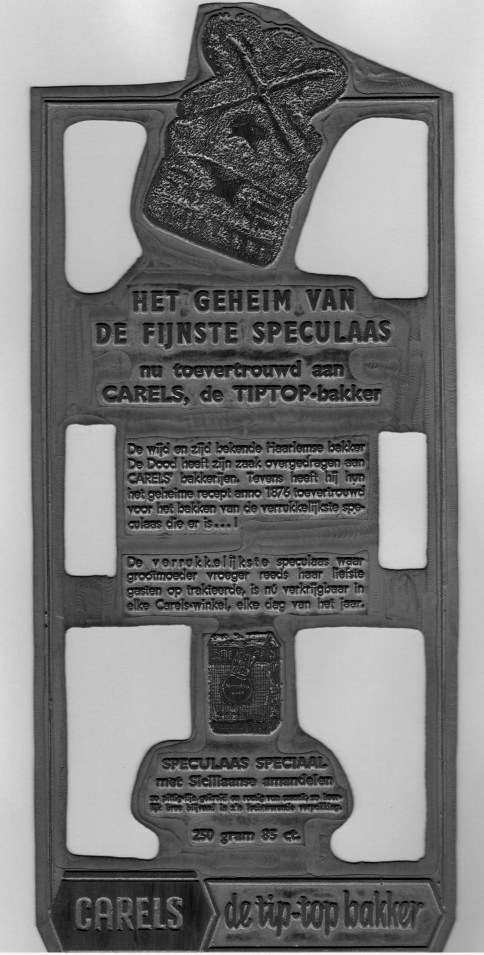 HET GEHEIM VAN
DE FIJNSTE SPECULAAS
nu toevertrouwd aan
CARELS, de TIPTOP-bakker
De wijd en zijd bekende Haarlemse bakker
De Dood heeft zijn zaak overgedragen aan
CARELS' bakkerijen. Tevens heeft hij hun
het geheime recept anno 1876 toevertrouwd
voor het bakken van de verrukkelijkste spe-
culaas die er is...!
De verrukkelijkste speculaas waar
grootmoeder vroeger reeds haar liefste
gasten op trakteerde, is nú verkrijgbaar in
elke Carels-winkel, elke dag van het jaar.
SPECULAAS SPECIAAL
met Siciliaanse amandelen
250 gram 85 ct.
CARELS
de tip-top bakker